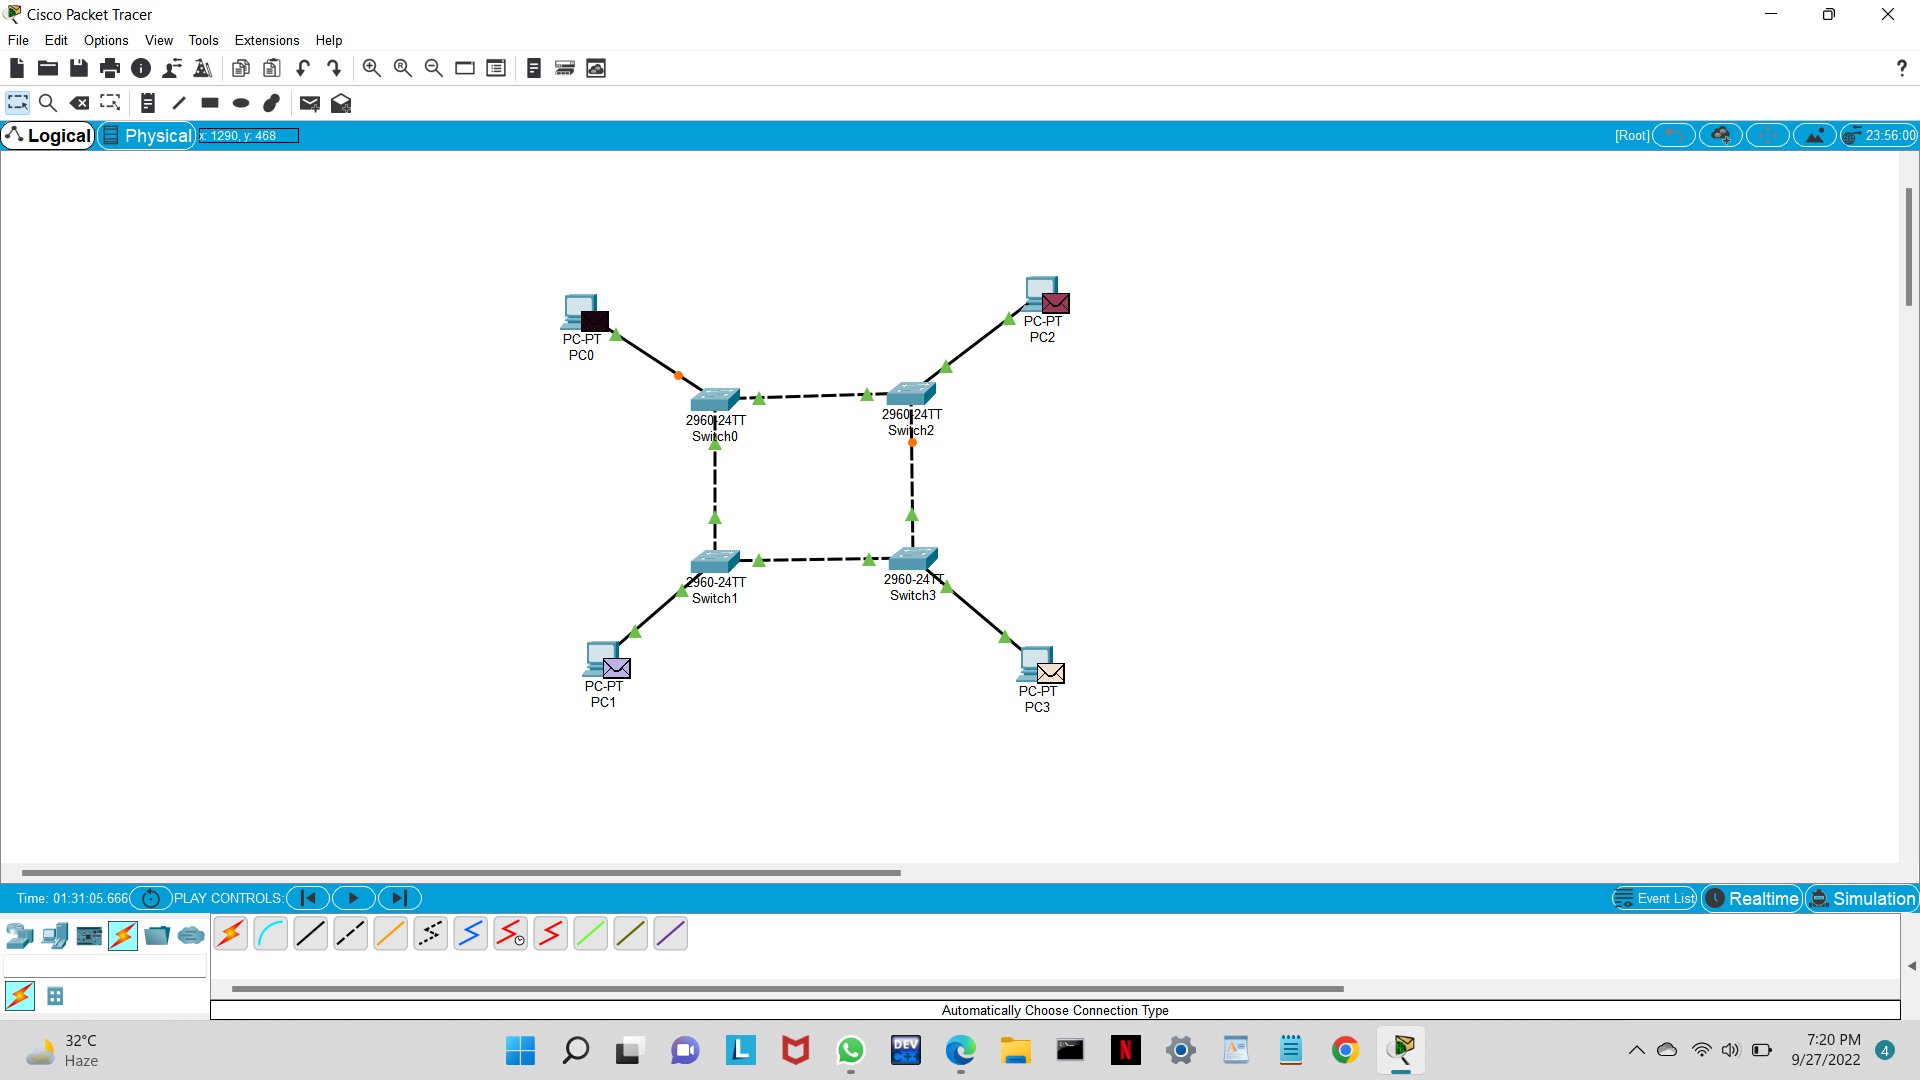 Cisco Packet Tracer
File Edit Options View Tools Extensions Help
?
Logical Physical x: 1290, y: 468 [Root] 23:56:00
PC-PT
PC0
PC-PT
PC2
2960-24TT
Switch0
2960-24TT
Switch2
2960-24TT
Switch1
2960-24TT
Switch3
PC-PT
PC1
PC-PT
PC3
Time: 01:31:05.666 PLAY CONTROLS: Event List Realtime Simulation
Automatically Choose Connection Type
32°C
Haze
L
DEV
C++
N
7:20 PM
9/27/2022
4